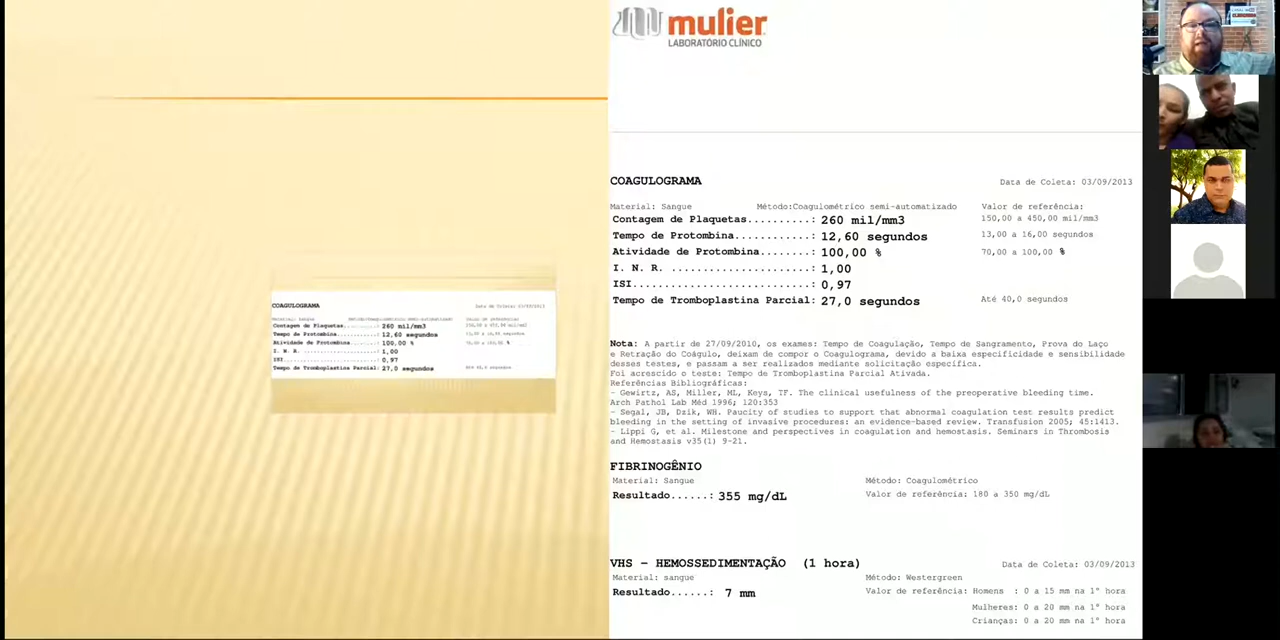 mulier
LABORATÓRIO CLÍNICO
COAGULOGRAMA
Data de Coleta: 03/09/2013
Material: Sangue Método:Coagulométrico semi-automatizado Valor de referência:
Contagem de Plaquetas..........: 260 mil/mm3 150,00 a 450,00 mil/mm3
Tempo de Protombina............: 12,60 segundos 13,00 a 16,00 segundos
Atividade de Protombina........: 100,00 % 70,00 a 100,00 %
I. N. R. ......................: 1,00
ISI............................: 0,97
Tempo de Tromboplastina Parcial: 27,0 segundos Até 40,0 segundos
Nota: A partir de 27/09/2010, os exames: Tempo de Coagulação, Tempo de Sangramento, Prova do Laço
e Retração do Coágulo, deixam de compor o Coagulograma, devido a baixa especificidade e sensibilidade
desses testes, e passam a ser realizados mediante solicitação específica.
Foi acrescido o teste: Tempo de Tromboplastina Parcial Ativada.
Referências Bibliográficas:
- Gewirtz, AS, Miller, ML, Keys, TF. The clinical usefulness of the preoperative bleeding time.
Arch Pathol Lab Méd 1996; 120:353
- Segal, JB, Dzik, WH. Paucity of studies to support that abnormal coagulation test results predict
bleeding in the setting of invasive procedures: an evidence-based review. Transfusion 2005; 45:1413.
- Lippi G, et al. Milestone and perspectives in coagulation and hemostasis. Seminars in Thrombosis
and Hemostasis v35(1) 9-21.
FIBRINOGÊNIO
Material: Sangue Método: Coagulométrico
Resultado......: 355 mg/dL Valor de referência: 180 a 350 mg/dL
VHS - HEMOSSEDIMENTAÇÃO (1 hora) Data de Coleta: 03/09/2013
Material: sangue Método: Westergreen
Resultado......: 7 mm Valor de referência: Homens : 0 a 15 mm na 1ª hora
Mulheres: 0 a 20 mm na 1ª hora
Crianças: 0 a 20 mm na 1ª hora
COAGULOGRAMA
Data de Coleta: 03/09/2013
Contagem de Plaquetas..........: 260 mil/mm3
Tempo de Protombina............: 12,60 segundos
Atividade de Protombina........: 100,00 %
I. N. R. ......................: 1,00
ISI............................: 0,97
Tempo de Tromboplastina Parcial: 27,0 segundos